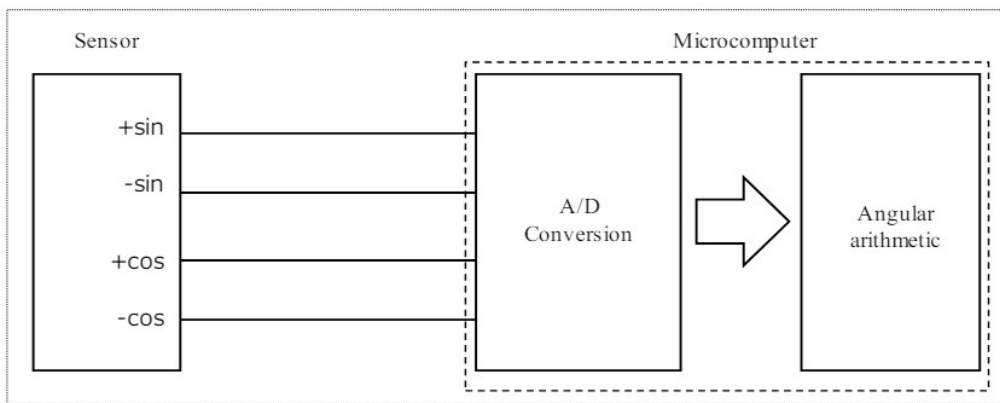 Sensor
Microcomputer
+sin
-sin
+cos
-cos
A/D
Conversion
Angular
arithmetic